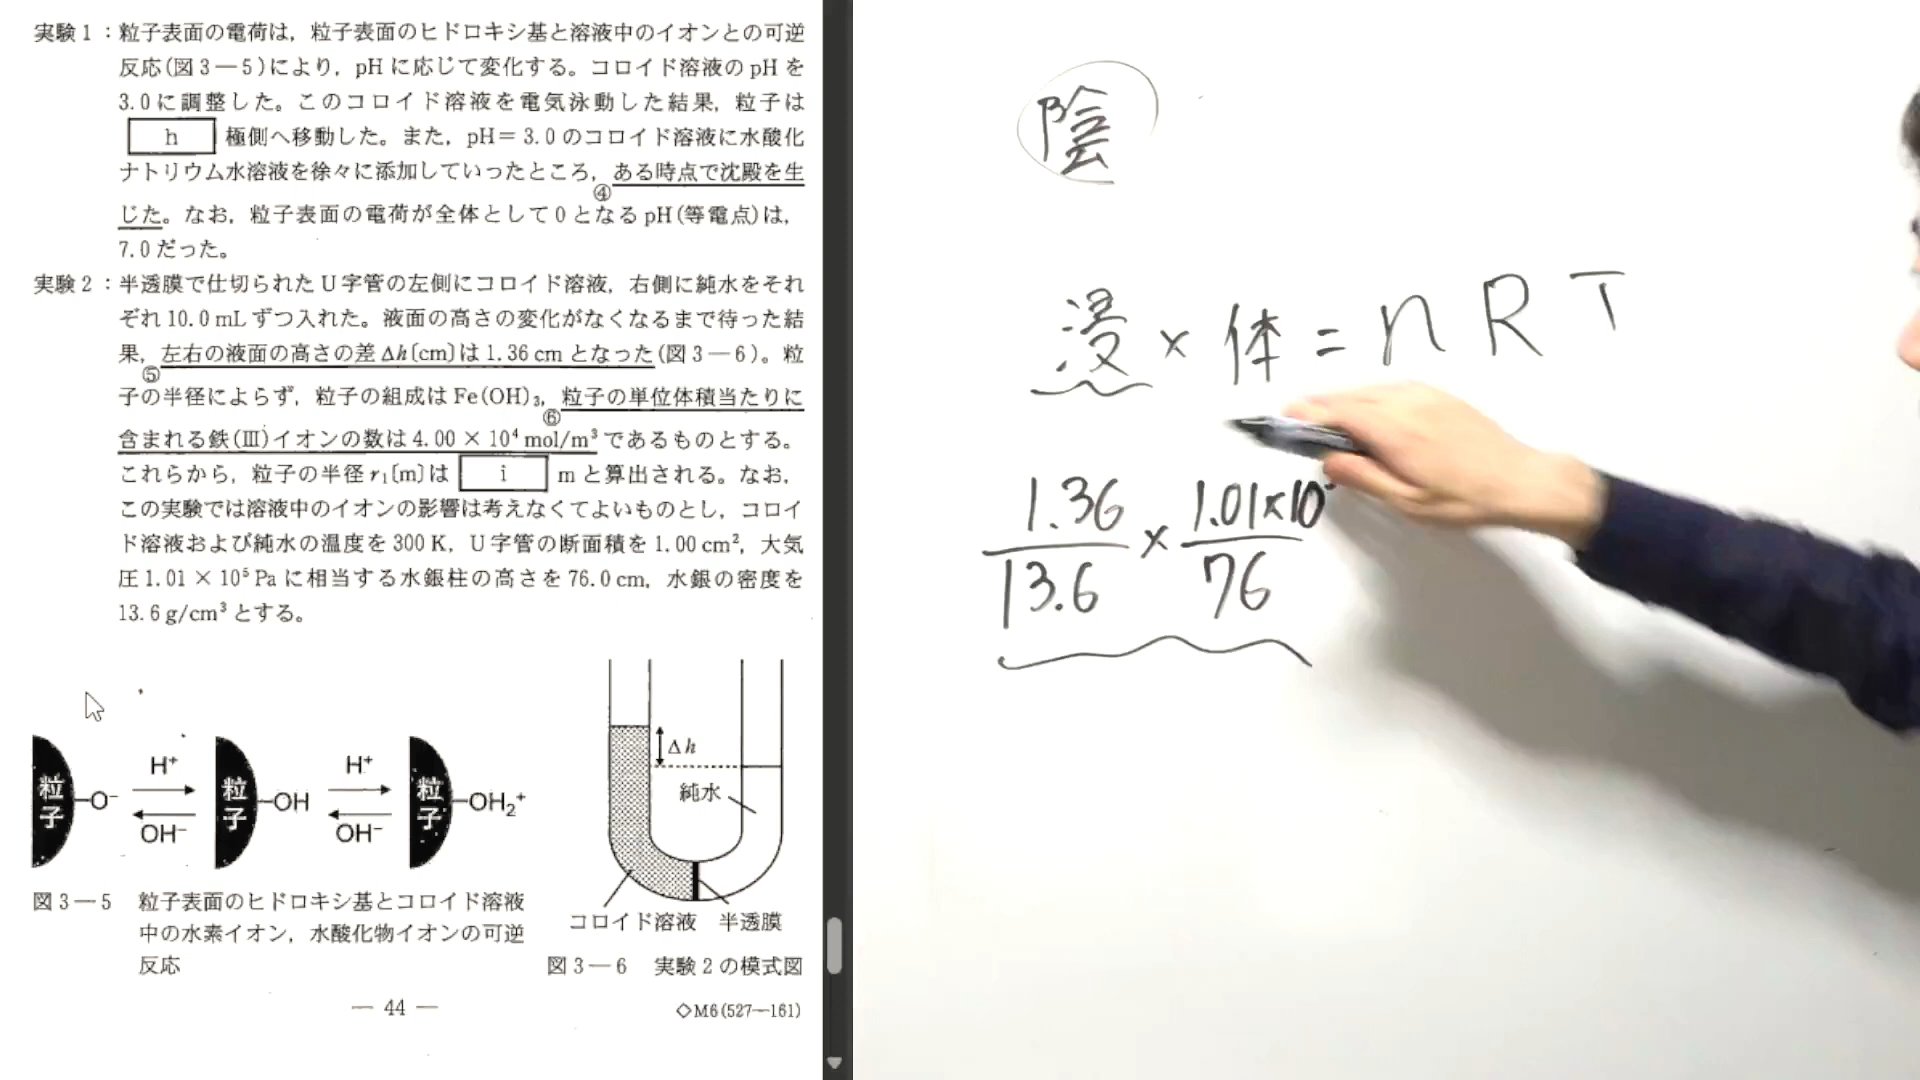 実験1：粒子表面の電荷は，粒子表面のヒドロキシ基と溶液中のイオンとの可逆
反応(図3－5)により，pHに応じて変化する。コロイド溶液のpHを
3.0に調整した。このコロイド溶液を電気泳動した結果，粒子は
h 極側へ移動した。また，pH＝3.0のコロイド溶液に水酸化
ナトリウム水溶液を徐々に添加していったところ，ある時点で沈殿を生
④
じた。なお，粒子表面の電荷が全体として0となるpH(等電点)は，
7.0だった。
実験2：半透膜で仕切られたU字管の左側にコロイド溶液，右側に純水をそれ
ぞれ10.0 mLずつ入れた。液面の高さの変化がなくなるまで待った結
果，左右の液面の高さの差Δh〔cm〕は1.36 cmとなった(図3－6)。粒
⑤
子の半径によらず，粒子の組成はFe(OH)₃，粒子の単位体積当たりに
⑥
含まれる鉄(Ⅲ)イオンの数は4.00 × 10⁴ mol/m³であるものとする。
これらから，粒子の半径r₁〔m〕は i mと算出される。なお，
この実験では溶液中のイオンの影響は考えなくてよいものとし，コロイ
ド溶液および純水の温度を300 K，U字管の断面積を1.00 cm²，大気
圧1.01 × 10⁵ Paに相当する水銀柱の高さを76.0 cm，水銀の密度を
13.6 g/cm³とする。
粒子 －O⁻ H⁺ OH⁻ 粒子 －OH H⁺ OH⁻ 粒子 －OH₂⁺
Δh
純水
コロイド溶液 半透膜
図3－5 粒子表面のヒドロキシ基とコロイド溶液
中の水素イオン，水酸化物イオンの可逆
反応
図3－6 実験2の模式図
— 44 —
◇M6(527—161)
陰
浸 × 体 = n R T
1.36/13.6 × 1.01×10/76